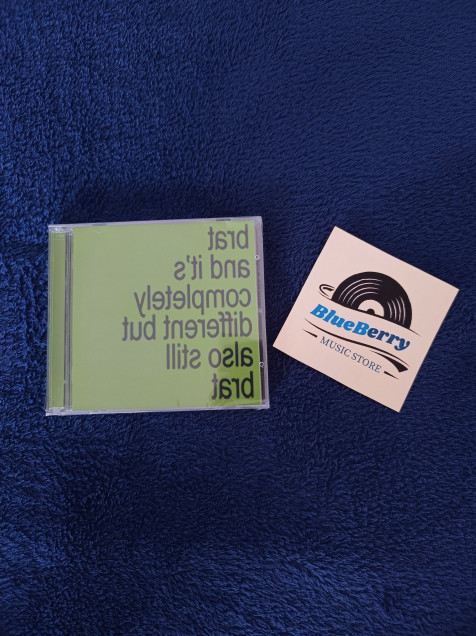 brat
and it's
completely
different but
also still
brat
BlueBerry
MUSIC STORE